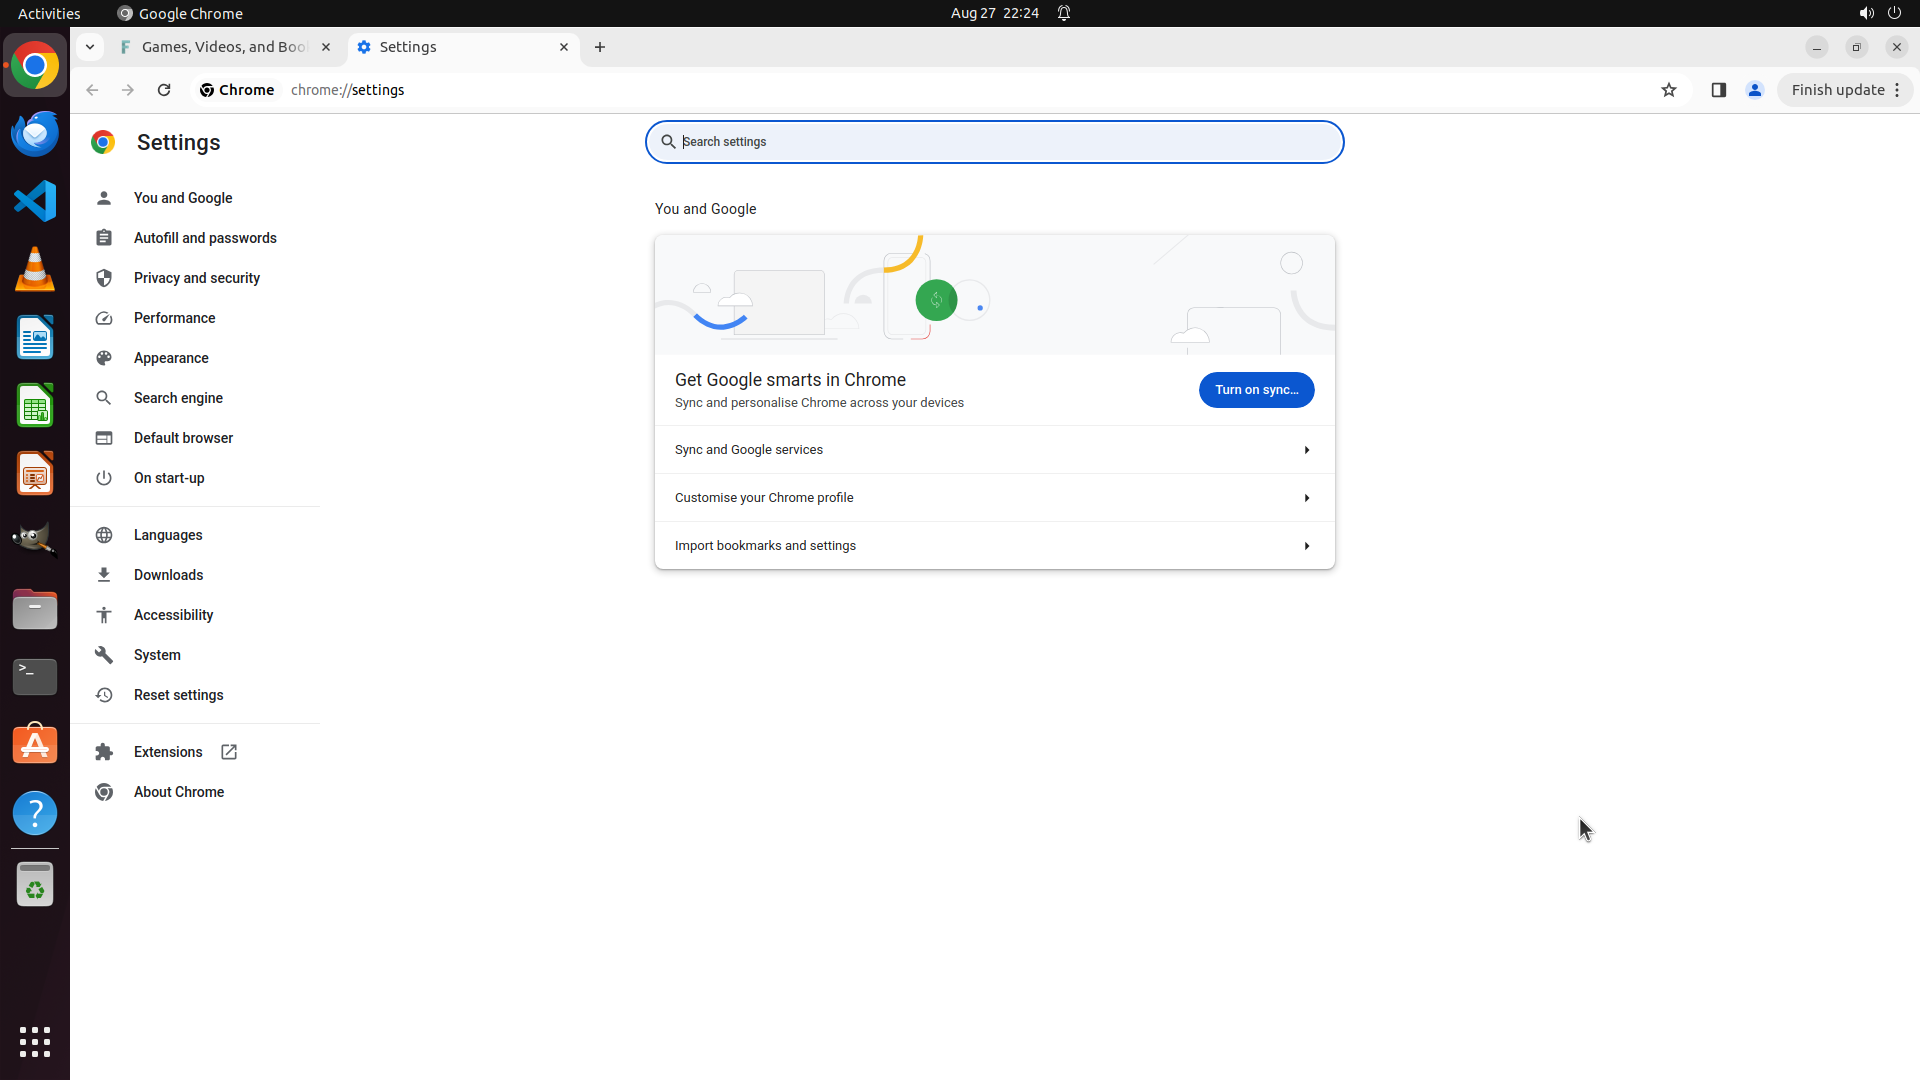 Activities
Google Chrome
Aug 27 22:24
Games, Videos, and Boo
Settings
Chrome
chrome://settings
Finish update
Settings
Search settings
You and Google
Autofill and passwords
Privacy and security
Performance
Appearance
Search engine
Default browser
On start-up
Languages
Downloads
Accessibility
System
Reset settings
Extensions
About Chrome
You and Google
Get Google smarts in Chrome
Sync and personalise Chrome across your devices
Turn on sync...
Sync and Google services
Customise your Chrome profile
Import bookmarks and settings